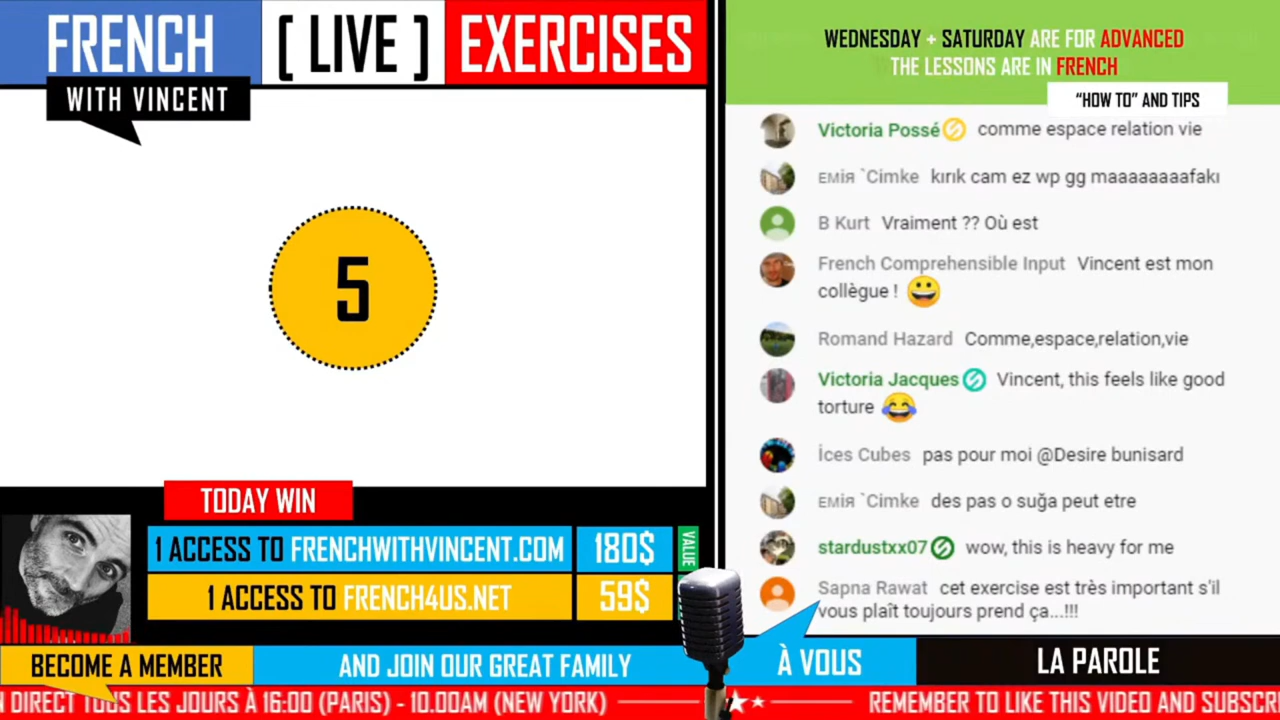 FRENCH [ LIVE ] EXERCISES
WITH VINCENT
5
TODAY WIN
1 ACCESS TO FRENCHWITHVINCENT.COM 180$
1 ACCESS TO FRENCH4US.NET 59$
VALUE
WEDNESDAY + SATURDAY ARE FOR ADVANCED
THE LESSONS ARE IN FRENCH
“HOW TO” AND TIPS
Victoria Possé comme espace relation vie
ᴇᴍiя `Cimke kırık cam ez wp gg maaaaaaafakı
B Kurt Vraiment ?? Où est
French Comprehensible Input Vincent est mon
collègue ! 😀
Romand Hazard Comme,espace,relation,vie
Victoria Jacques Vincent, this feels like good
torture 😂
İces Cubes pas pour moi @Desire bunisard
ᴇᴍiя `Cimke des pas o suğa peut etre
stardustxx07 wow, this is heavy for me
Sapna Rawat cet exercise est très important s'il
vous plaît toujours prend ça...!!!
BECOME A MEMBER AND JOIN OUR GREAT FAMILY
À VOUS LA PAROLE
DIRECT TOUS LES JOURS À 16:00 (PARIS) - 10.00AM (NEW YORK)
REMEMBER TO LIKE THIS VIDEO AND